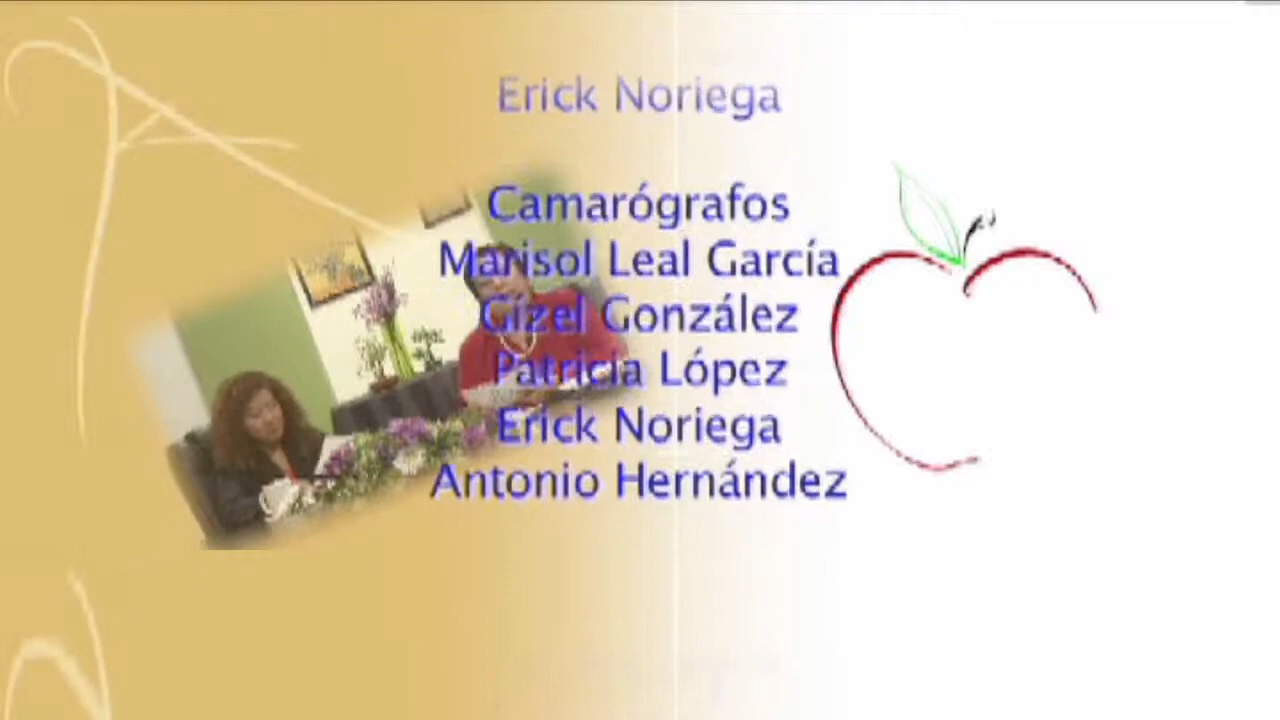 Erick Noriega
Camarógrafos
Marisol Leal García
Gizel González
Patricia López
Erick Noriega
Antonio Hernández